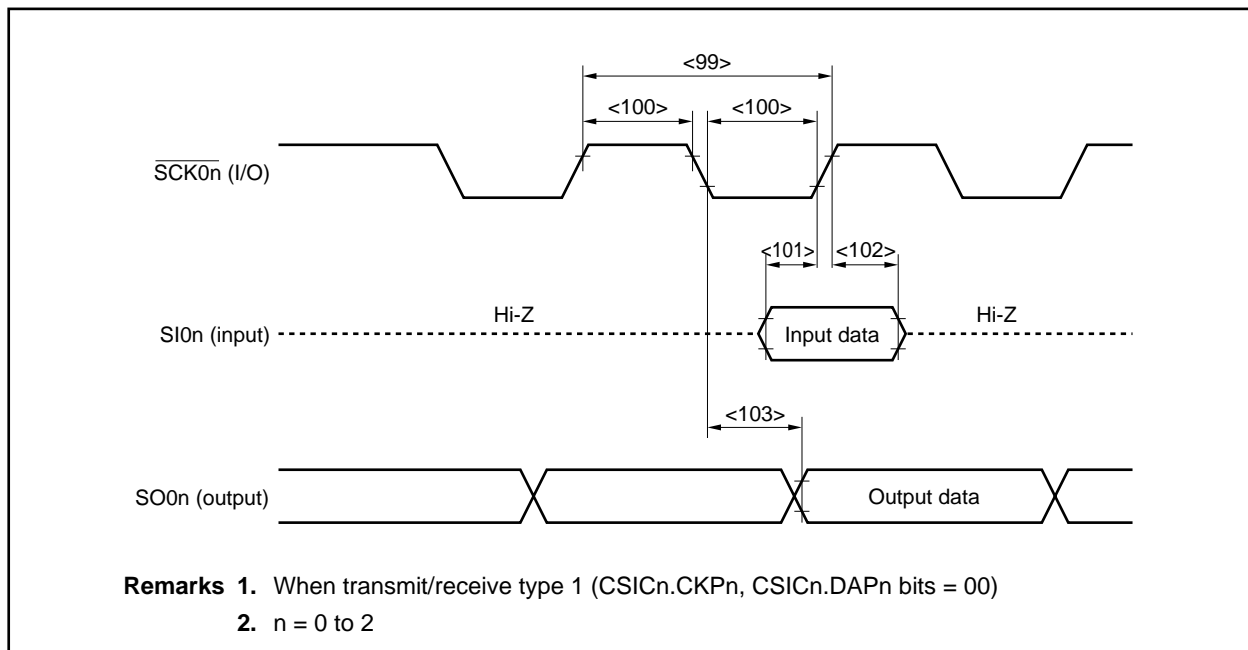 <99>
<100> <100>
SCK0n (I/O)
<101> <102>
Hi-Z Hi-Z
SI0n (input) Input data
<103>
SO0n (output) Output data
Remarks 1. When transmit/receive type 1 (CSICn.CKPn, CSICn.DAPn bits = 00)
2. n = 0 to 2